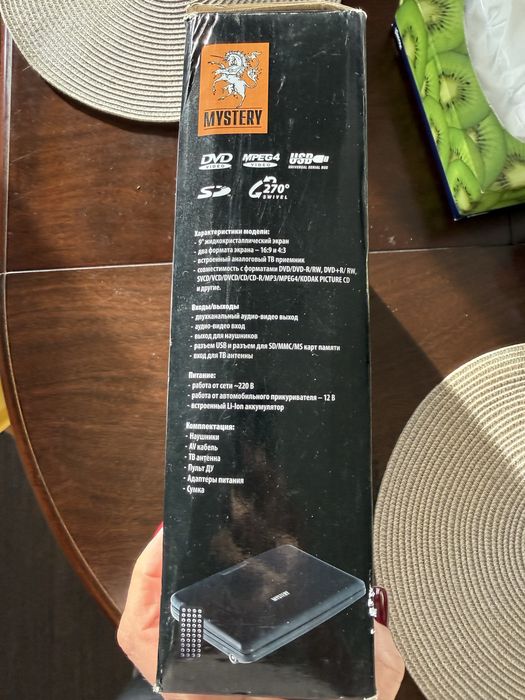 MYSTERY
DVD VIDEO MPEG4 VIDEO USB UNIVERSAL SERIAL BUS
SD 270° SWIVEL
Характеристики модели:
- 9" жидкокристаллический экран
- два формата экрана – 16:9 и 4:3
- встроенный аналоговый ТВ приемник
совместимость с форматами DVD/DVD-R/RW, DVD+R/ RW,
SVCD/VCD/DVCD/CD/CD-R/MP3/MPEG4/KODAK PICTURE CD
и другие.
Входы/выходы
- двухканальный аудио-видео выход
- аудио-видео вход
- выход для наушников
- разъем USB и разъем для SD/MMC/MS карт памяти
- вход для ТВ антенны
Питание:
- работа от сети ~220 В
- работа от автомобильного прикуривателя – 12 В
- встроенный Li-Ion аккумулятор
Комплектация:
- Наушники
- AV кабель
- ТВ антенна
- Пульт ДУ
- Адаптеры питания
- Сумка
MYSTERY